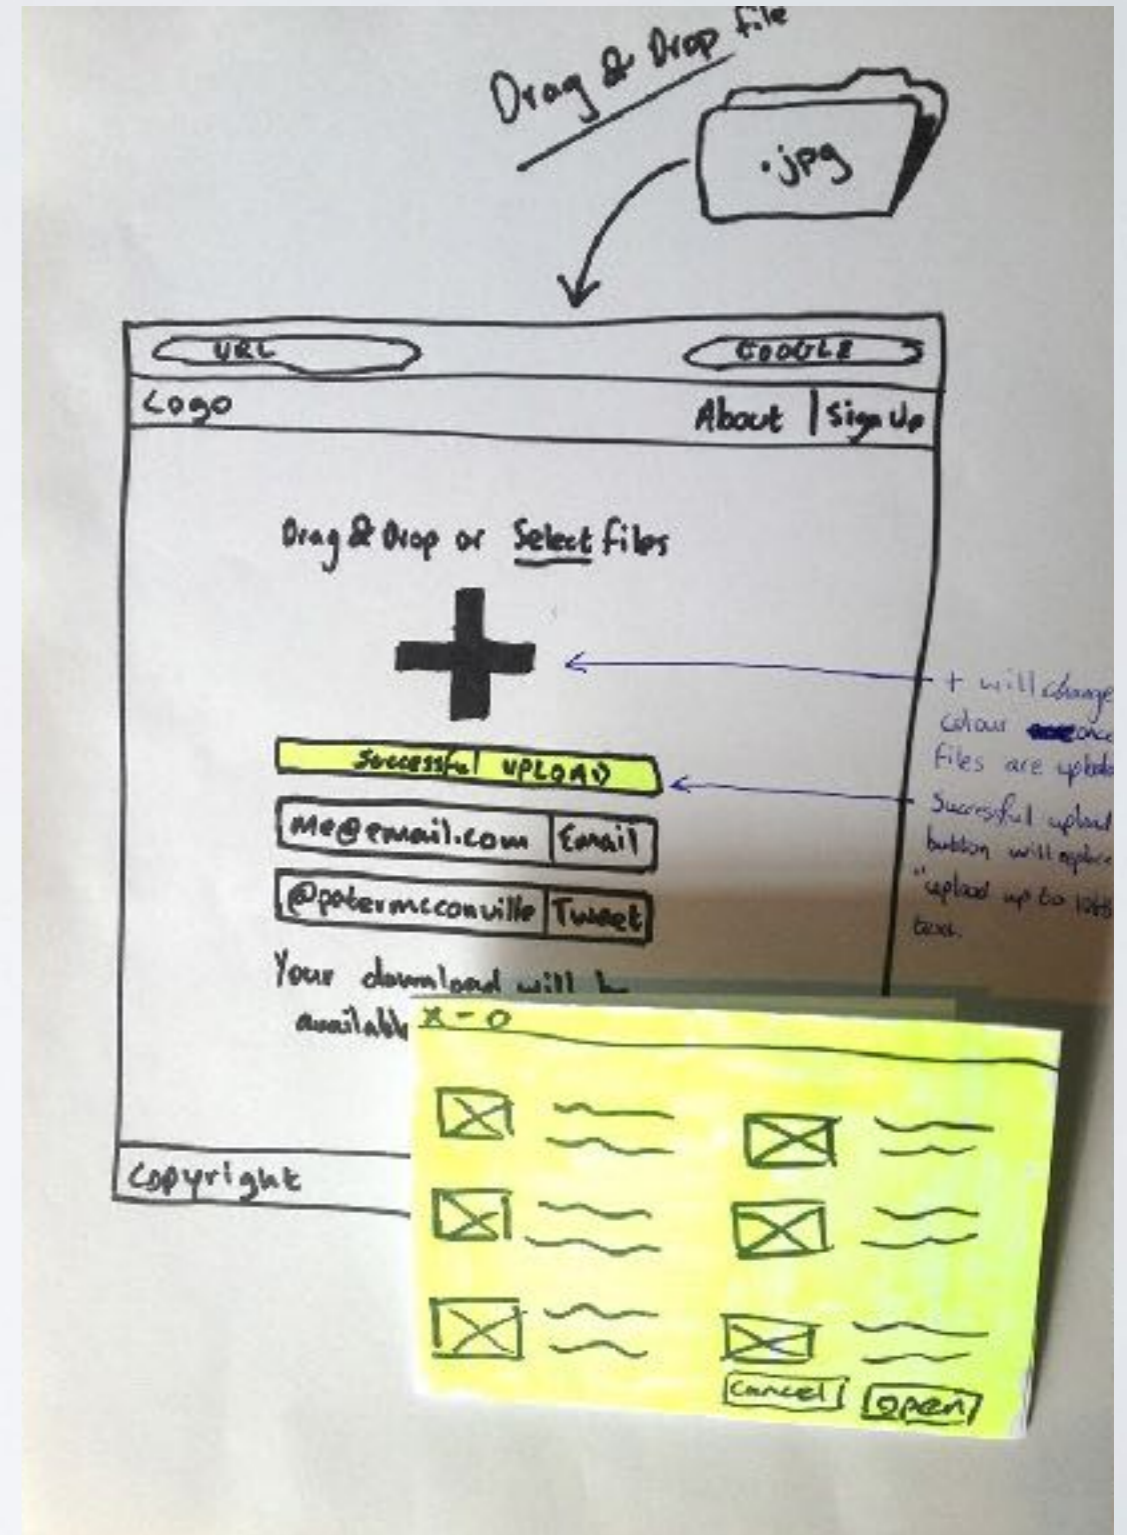 Drag & Drop file
.jpg
URL
GOOGLE
Logo
About | Sign Up
Drag & Drop or Select files
+ will change
colour once
files are
Successful UPLOAD
Successful upload
button will
"upload up to
text.
me@email.com Email
@petermcconville Tweet
Your download will
available
x - o
Copyright
Cancel Open